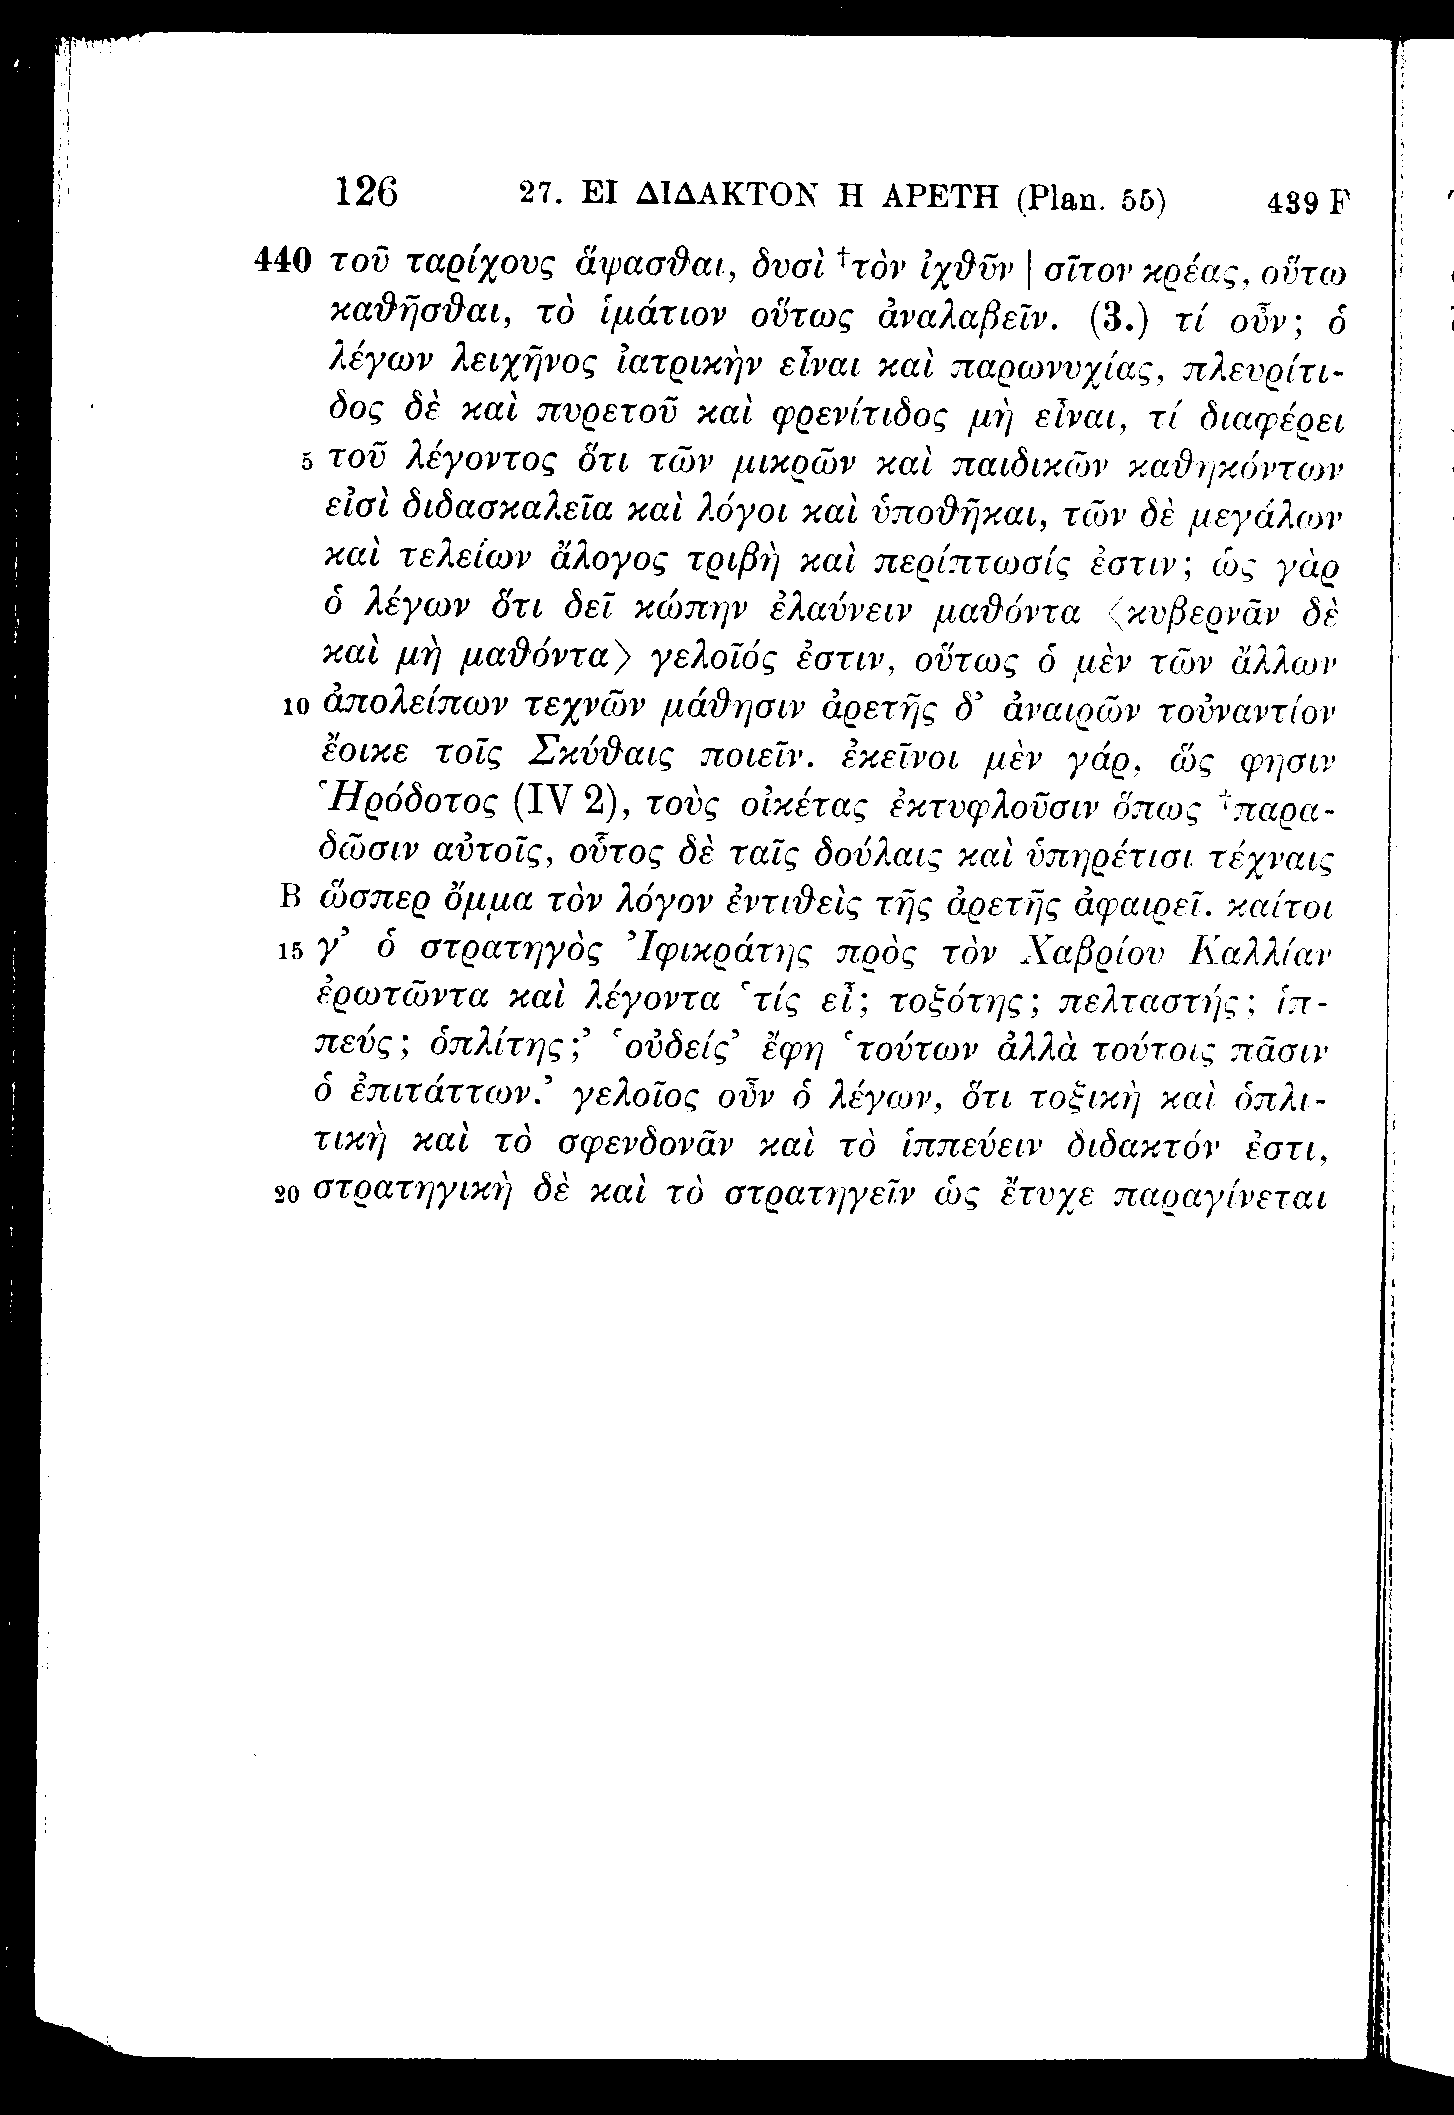 126 27. ΕΙ ΔΙΔΑΚΤΟΝ Η ΑΡΕΤΗ (Plan. 55) 439 F
440 τοῦ ταρίχους ἅψασθαι, δυσὶ †τὸν ἰχθῦν | σῖτον κρέας, οὕτω
καθῆσθαι, τὸ ἱμάτιον οὕτως ἀναλαβεῖν. (3.) τί οὖν; ὁ
λέγων λειχῆνος ἰατρικὴν εἶναι καὶ παρωνυχίας, πλευρίτι-
δος δὲ καὶ πυρετοῦ καὶ φρενίτιδος μὴ εἶναι, τί διαφέρει
5 τοῦ λέγοντος ὅτι τῶν μικρῶν καὶ παιδικῶν καθηκόντων
εἰσὶ διδασκαλεῖα καὶ λόγοι καὶ ὑποθῆκαι, τῶν δὲ μεγάλων
καὶ τελείων ἄλογος τριβὴ καὶ περίπτωσίς ἐστιν; ὡς γὰρ
ὁ λέγων ὅτι δεῖ κώπην ἐλαύνειν μαθόντα ⟨κυβερνᾶν δὲ
καὶ μὴ μαθόντα⟩ γελοῖός ἐστιν, οὕτως ὁ μὲν τῶν ἄλλων
10 ἀπολείπων τεχνῶν μάθησιν ἀρετῆς δ’ ἀναιρῶν τοὐναντίον
ἔοικε τοῖς Σκύθαις ποιεῖν. ἐκεῖνοι μὲν γάρ, ὥς φησιν
Ἡρόδοτος (IV 2), τοὺς οἰκέτας ἐκτυφλοῦσιν ὅπως †παρα-
δῶσιν αὐτοῖς, οὗτος δὲ ταῖς δούλαις καὶ ὑπηρέτισι τέχναις
B ὥσπερ ὄμμα τὸν λόγον ἐντιθεὶς τῆς ἀρετῆς ἀφαιρεῖ. καίτοι
15 γ’ ὁ στρατηγὸς Ἰφικράτης πρὸς τὸν Χαβρίου Καλλίαν
ἐρωτῶντα καὶ λέγοντα ‘τίς εἶ; τοξότης; πελταστής; ἱπ-
πεύς; ὁπλίτης;’ ‘οὐδείς’ ἔφη ‘τούτων ἀλλὰ τούτοις πᾶσιν
ὁ ἐπιτάττων.’ γελοῖος οὖν ὁ λέγων, ὅτι τοξικὴ καὶ ὁπλι-
τικὴ καὶ τὸ σφενδονᾶν καὶ τὸ ἱππεύειν διδακτόν ἐστι,
20 στρατηγικὴ δὲ καὶ τὸ στρατηγεῖν ὡς ἔτυχε παραγίνεται